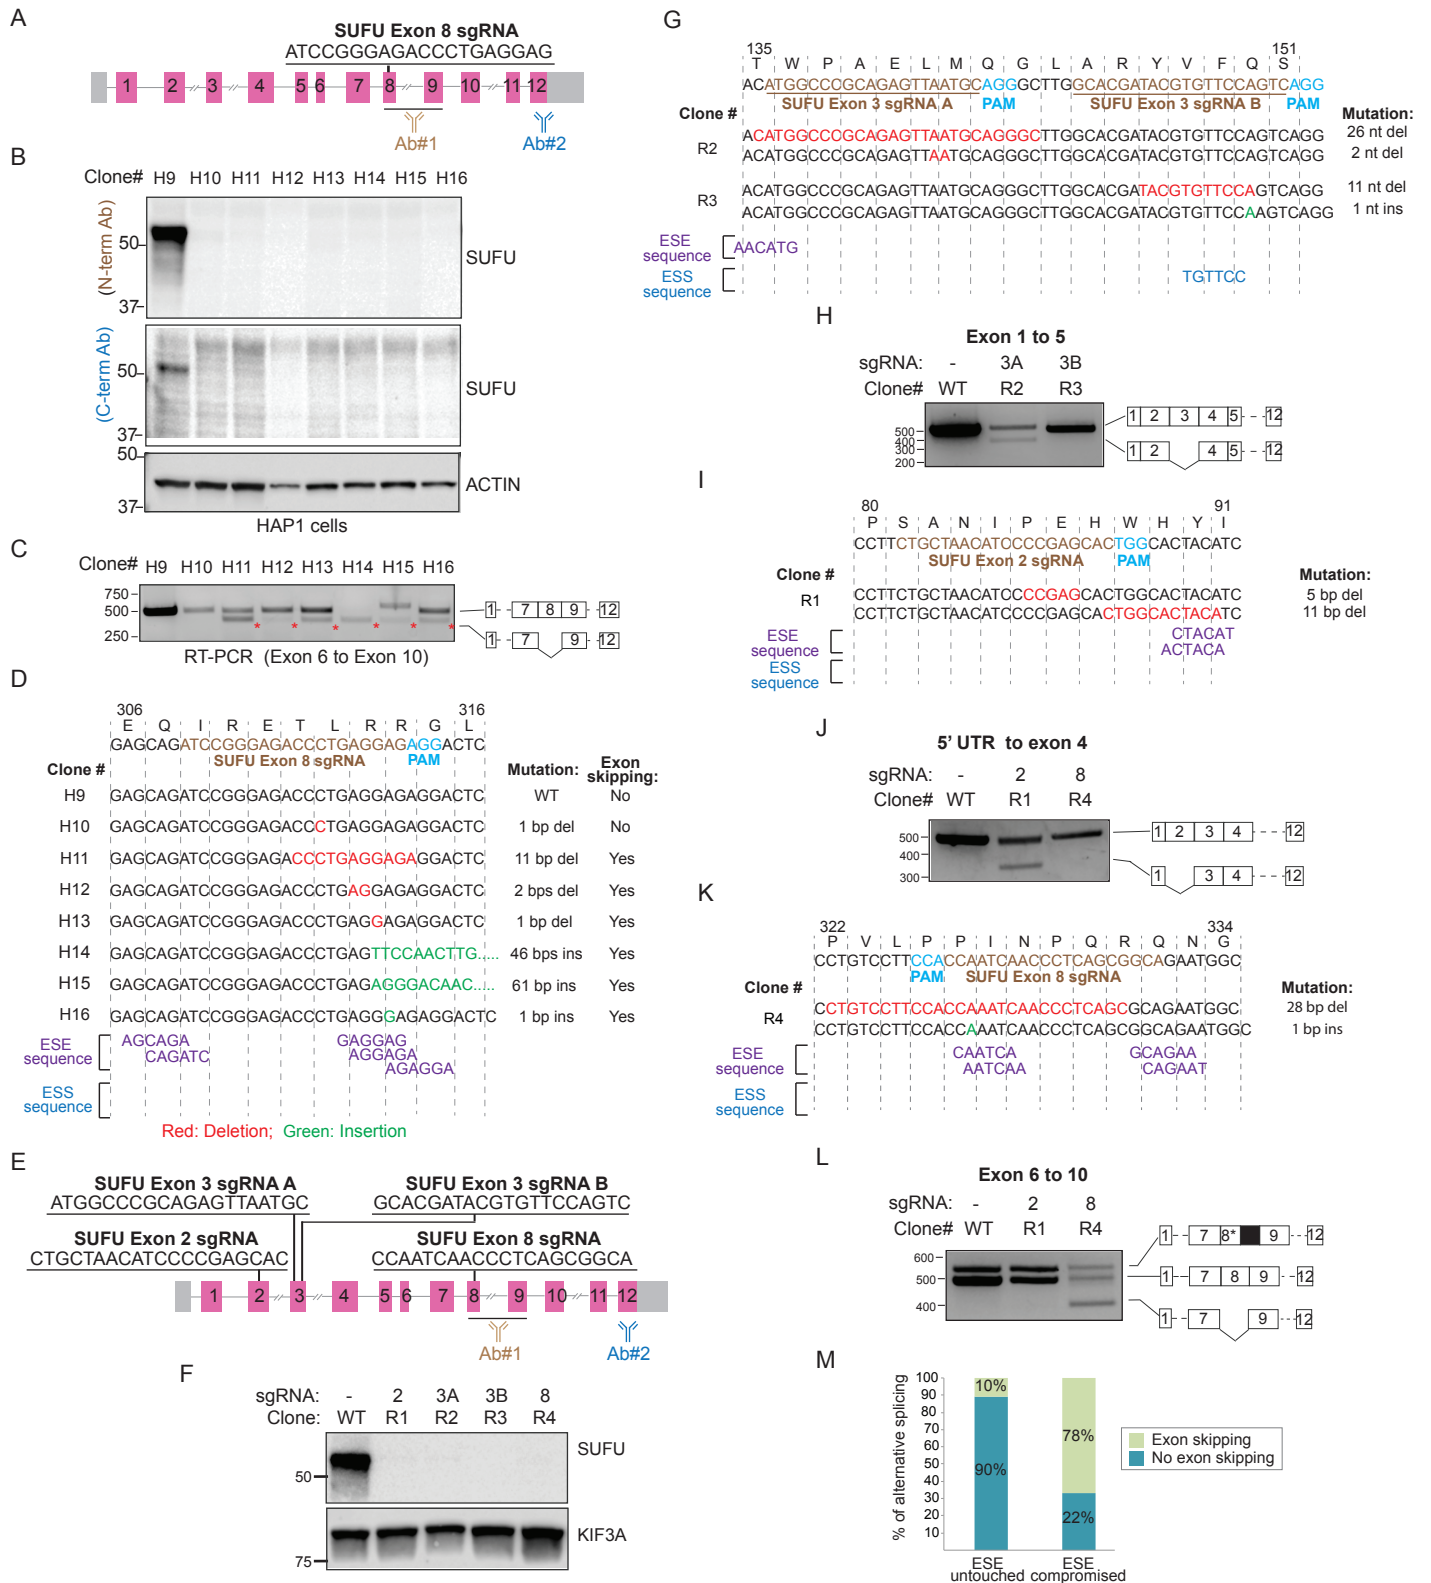 A
SUFU Exon 8 sgRNA
ATCCGGGAGACCCTGAGGAG
1 2 3 4 5 6 7 8 9 10 11 12
Ab#1 Ab#2
B
Clone# H9 H10 H11 H12 H13 H14 H15 H16
(N-term Ab)
50
37
SUFU
(C-term Ab)
50
37
SUFU
50
37
ACTIN
HAP1 cells
C
Clone# H9 H10 H11 H12 H13 H14 H15 H16
750
500
250
* * * * * *
1 7 8 9 12
1 7 9 12
RT-PCR (Exon 6 to Exon 10)
D
306 316
E Q I R E T L R R G L
GAGCAGATCCGGGAGACCCTGAGGAGAGGACTC
SUFU Exon 8 sgRNA PAM
Clone # Mutation: Exon skipping:
H9 GAGCAGATCCGGGAGACCCTGAGGAGAGGACTC WT No
H10 GAGCAGATCCGGGAGACCCTGAGGAGAGGACTC 1 bp del No
H11 GAGCAGATCCGGGAGACCCTGAGGAGAGGACTC 11 bp del Yes
H12 GAGCAGATCCGGGAGACCCTGAGGAGAGGACTC 2 bps del Yes
H13 GAGCAGATCCGGGAGACCCTGAGGAGAGGACTC 1 bp del Yes
H14 GAGCAGATCCGGGAGACCCTGAGTTCCAACTTG..... 46 bps ins Yes
H15 GAGCAGATCCGGGAGACCCTGAGAGGGACAAC..... 61 bp ins Yes
H16 GAGCAGATCCGGGAGACCCTGAGGGAGAGGACTC 1 bp ins Yes
ESE sequence
AGCAGA GAGGAG
CAGATC AGGAGA
AGAGGA
ESS sequence
Red: Deletion; Green: Insertion
E
SUFU Exon 3 sgRNA A SUFU Exon 3 sgRNA B
ATGGCCCGCAGAGTTAATGC GCACGATACGTGTTCCAGTC
SUFU Exon 2 sgRNA SUFU Exon 8 sgRNA
CTGCTAACATCCCCGAGCAC CCAATCAACCCTCAGCGGCA
1 2 3 4 5 6 7 8 9 10 11 12
Ab#1 Ab#2
F
sgRNA: - 2 3A 3B 8
Clone: WT R1 R2 R3 R4
SUFU
50
KIF3A
75
G
135 151
T W P A E L M Q G L A R Y V F Q S
ACATGGCCCGCAGAGTTAATGCAGGGCTTGGCACGATACGTGTTCCAGTCAGG
SUFU Exon 3 sgRNA A PAM SUFU Exon 3 sgRNA B PAM
Clone # Mutation:
R2
ACATGGCCCGCAGAGTTAATGCAGGGCTTGGCACGATACGTGTTCCAGTCAGG 26 nt del
ACATGGCCCGCAGAGTTAATGCAGGGCTTGGCACGATACGTGTTCCAGTCAGG 2 nt del
R3
ACATGGCCCGCAGAGTTAATGCAGGGCTTGGCACGATACGTGTTCCAGTCAGG 11 nt del
ACATGGCCCGCAGAGTTAATGCAGGGCTTGGCACGATACGTGTTCCAAGTCAGG 1 nt ins
ESE sequence
AACATG
ESS sequence
TGTTCC
H
Exon 1 to 5
sgRNA: - 3A 3B
Clone# WT R2 R3
500
400
300
200
1 2 3 4 5 12
1 2 4 5 12
I
80 91
P S A N I P E H W H Y I
CCTTCTGCTAACATCCCCGAGCACTGGCACTACATC
SUFU Exon 2 sgRNA PAM
Clone # Mutation:
R1
CCTTCTGCTAACATCCCCGAGCACTGGCACTACATC 5 bp del
CCTTCTGCTAACATCCCCGAGCACTGGCACTACATC 11 bp del
ESE sequence
CTACAT
ACTACA
ESS sequence
J
5' UTR to exon 4
sgRNA: - 2 8
Clone# WT R1 R4
500
400
300
1 2 3 4 12
1 3 4 12
K
322 334
P V L P P I N P Q R Q N G
CCTGTCCTTCCACCAATCAACCCTCAGCGGCAGAATGGC
PAM SUFU Exon 8 sgRNA
Clone # Mutation:
R4
CCTGTCCTTCCACCAAATCAACCCTCAGCGCAGAATGGC 28 bp del
CCTGTCCTTCCACCAAATCAACCCTCAGCGGCAGAATGGC 1 bp ins
ESE sequence
CAATCA GCAGAA
AATCAA CAGAAT
ESS sequence
L
Exon 6 to 10
sgRNA: - 2 8
Clone# WT R1 R4
600
500
400
1 7 8* 9 12
1 7 8 9 12
1 7 9 12
M
% of alternative splicing
100
90
80
70
60
50
40
30
20
10
10%
90%
78%
22%
ESE untouched
ESE compromised
Exon skipping
No exon skipping